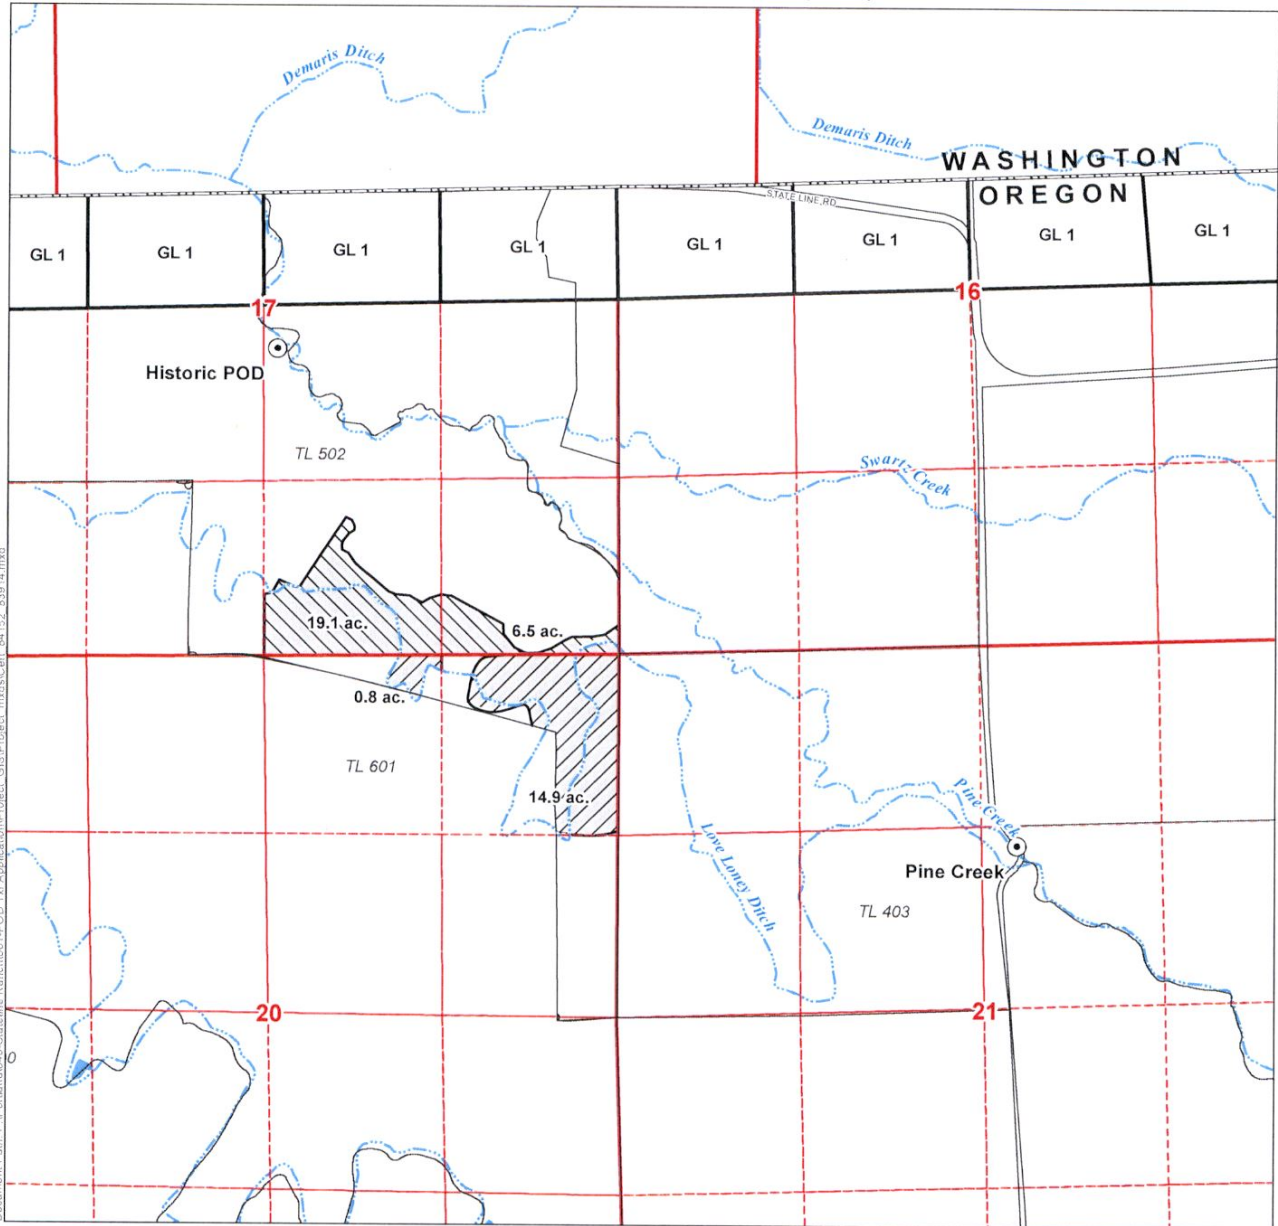 Demaris Ditch
Demaris Ditch
WASHINGTON
OREGON
STATE LINE RD
GL 1
GL 1
GL 1
GL 1
GL 1
GL 1
GL 1
GL 1
17
16
Historic POD
TL 502
Swartz Creek
19.1 ac.
6.5 ac.
0.8 ac.
TL 601
14.9 ac.
Pine Creek
Love Loney Ditch
Pine Creek
TL 403
20
21
0